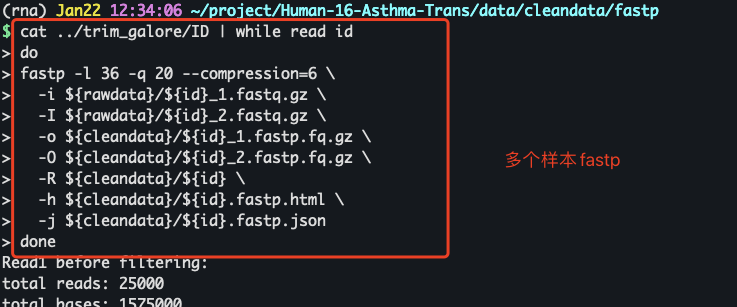 (rna) Jan22 12:34:06 ~/project/Human-16-Asthma-Trans/data/cleandata/fastp
$ cat ../trim_galore/ID | while read id
> do
> fastp -l 36 -q 20 --compression=6 \
>   -i ${rawdata}/${id}_1.fastq.gz \
>   -I ${rawdata}/${id}_2.fastq.gz \
>   -o ${cleandata}/${id}_1.fastp.fq.gz \
>   -O ${cleandata}/${id}_2.fastp.fq.gz \
>   -R ${cleandata}/${id} \
>   -h ${cleandata}/${id}.fastp.html \
>   -j ${cleandata}/${id}.fastp.json
> done
多个样本fastp
Read1 before filtering:
total reads: 25000
total bases: 1575000